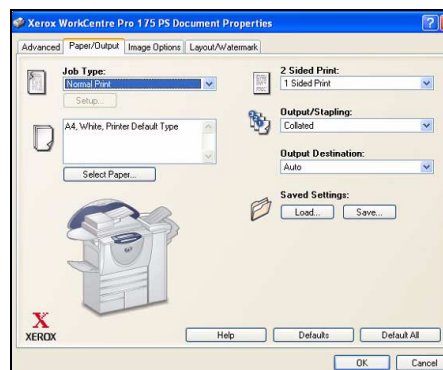 Xerox WorkCentre Pro 175 PS Document Properties
Advanced
Paper/Output
Image Options
Layout/Watermark
Job Type:
Normal Print
Setup...
A4, White, Printer Default Type
Select Paper...
2 Sided Print:
1 Sided Print
Output/Stapling:
Collated
Output Destination:
Auto
Saved Settings:
Load...
Save...
X
XEROX
Help
Defaults
Default All
OK
Cancel